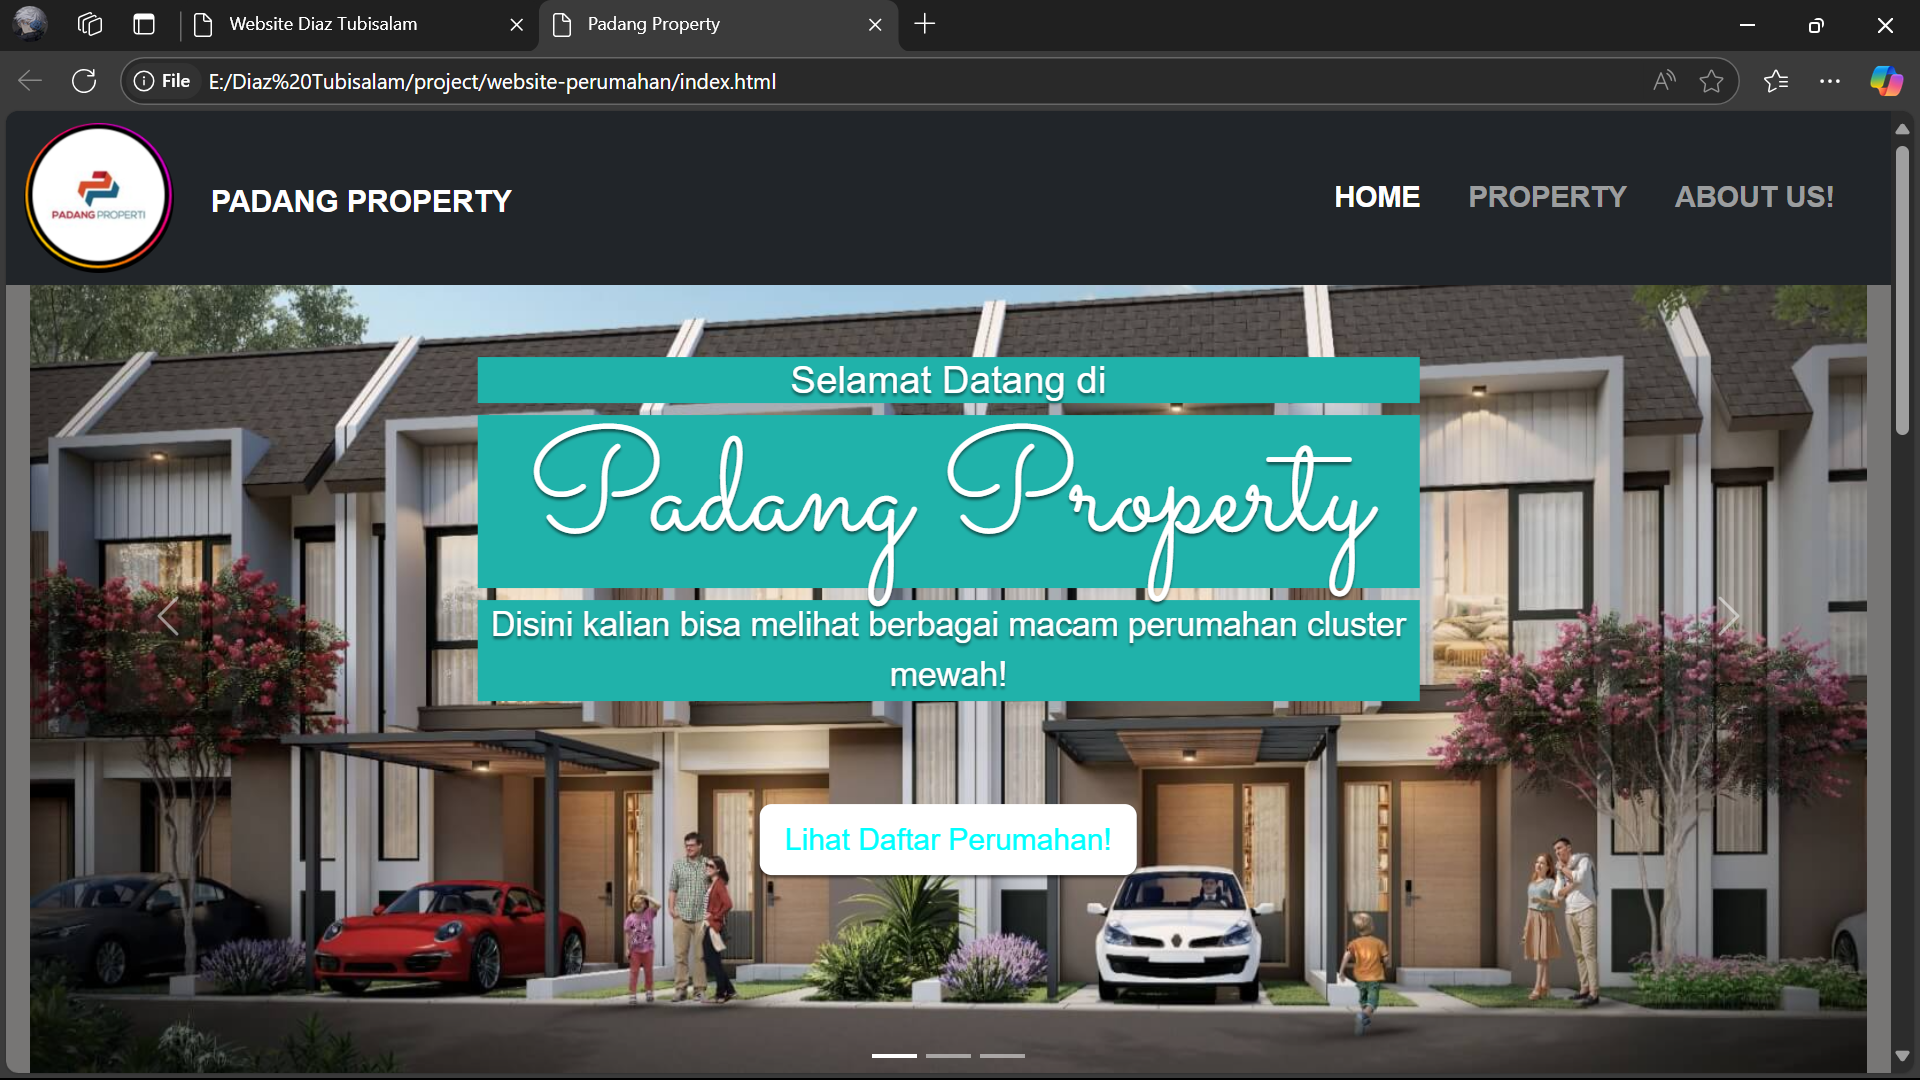 Website Diaz Tubisalam
Padang Property
File
E:/Diaz%20Tubisalam/project/website-perumahan/index.html
PADANG PROPERTI
PADANG PROPERTY
HOME
PROPERTY
ABOUT US!
Selamat Datang di
Padang Property
Disini kalian bisa melihat berbagai macam perumahan cluster
mewah!
Lihat Daftar Perumahan!